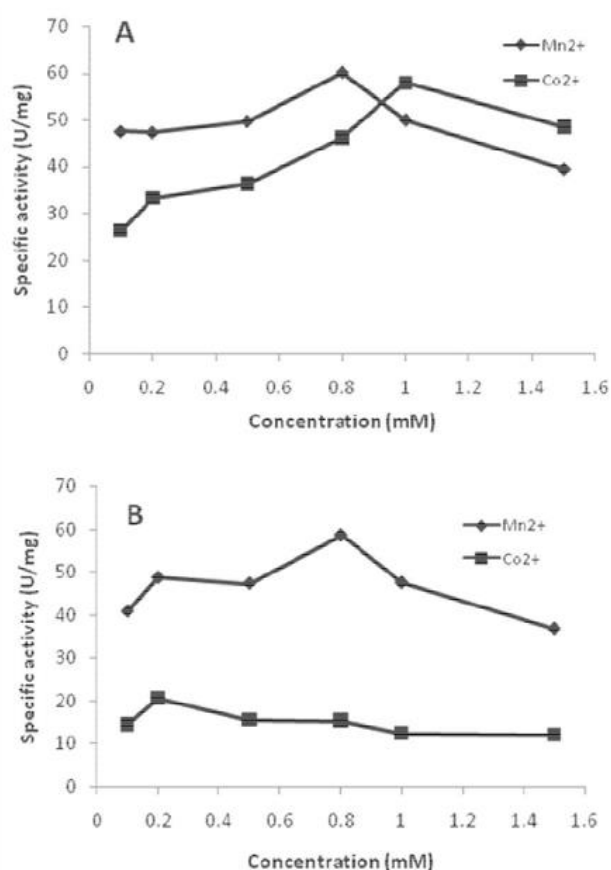 A
Specific activity (U/mg)
70
60
50
40
30
20
10
0
Mn2+
Co2+
0 0.2 0.4 0.6 0.8 1 1.2 1.4 1.6
Concentration (mM)
B
Specific activity (U/mg)
70
60
50
40
30
20
10
0
Mn2+
Co2+
0 0.2 0.4 0.6 0.8 1 1.2 1.4 1.6
Concentration (mM)